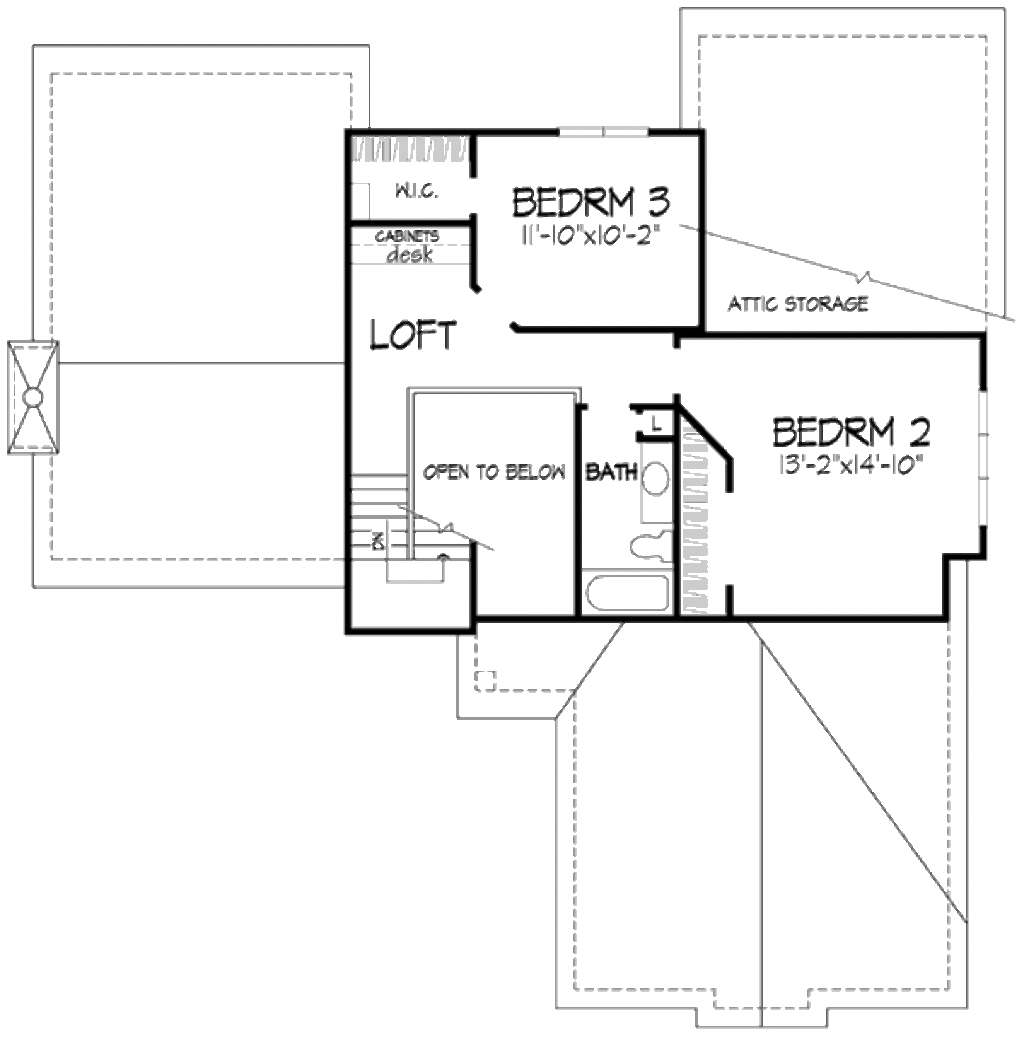 W.I.C.
BEDRM 3
11'-10"x10'-2"
CABINETS
desk
ATTIC STORAGE
LOFT
BEDRM 2
13'-2"x14'-10"
L
OPEN TO BELOW
BATH
DN